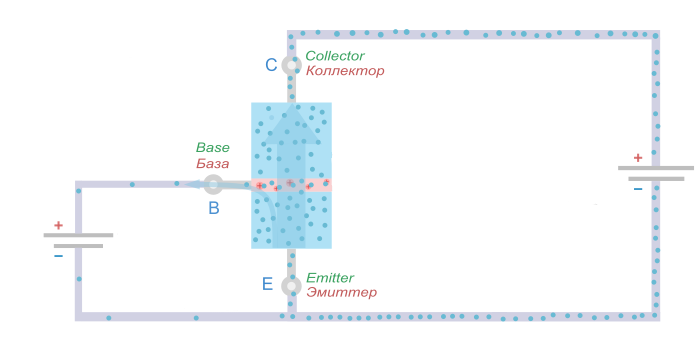 C
Collector
Коллектор
Base
База
B
+
−
+
−
E
Emitter
Эмиттер